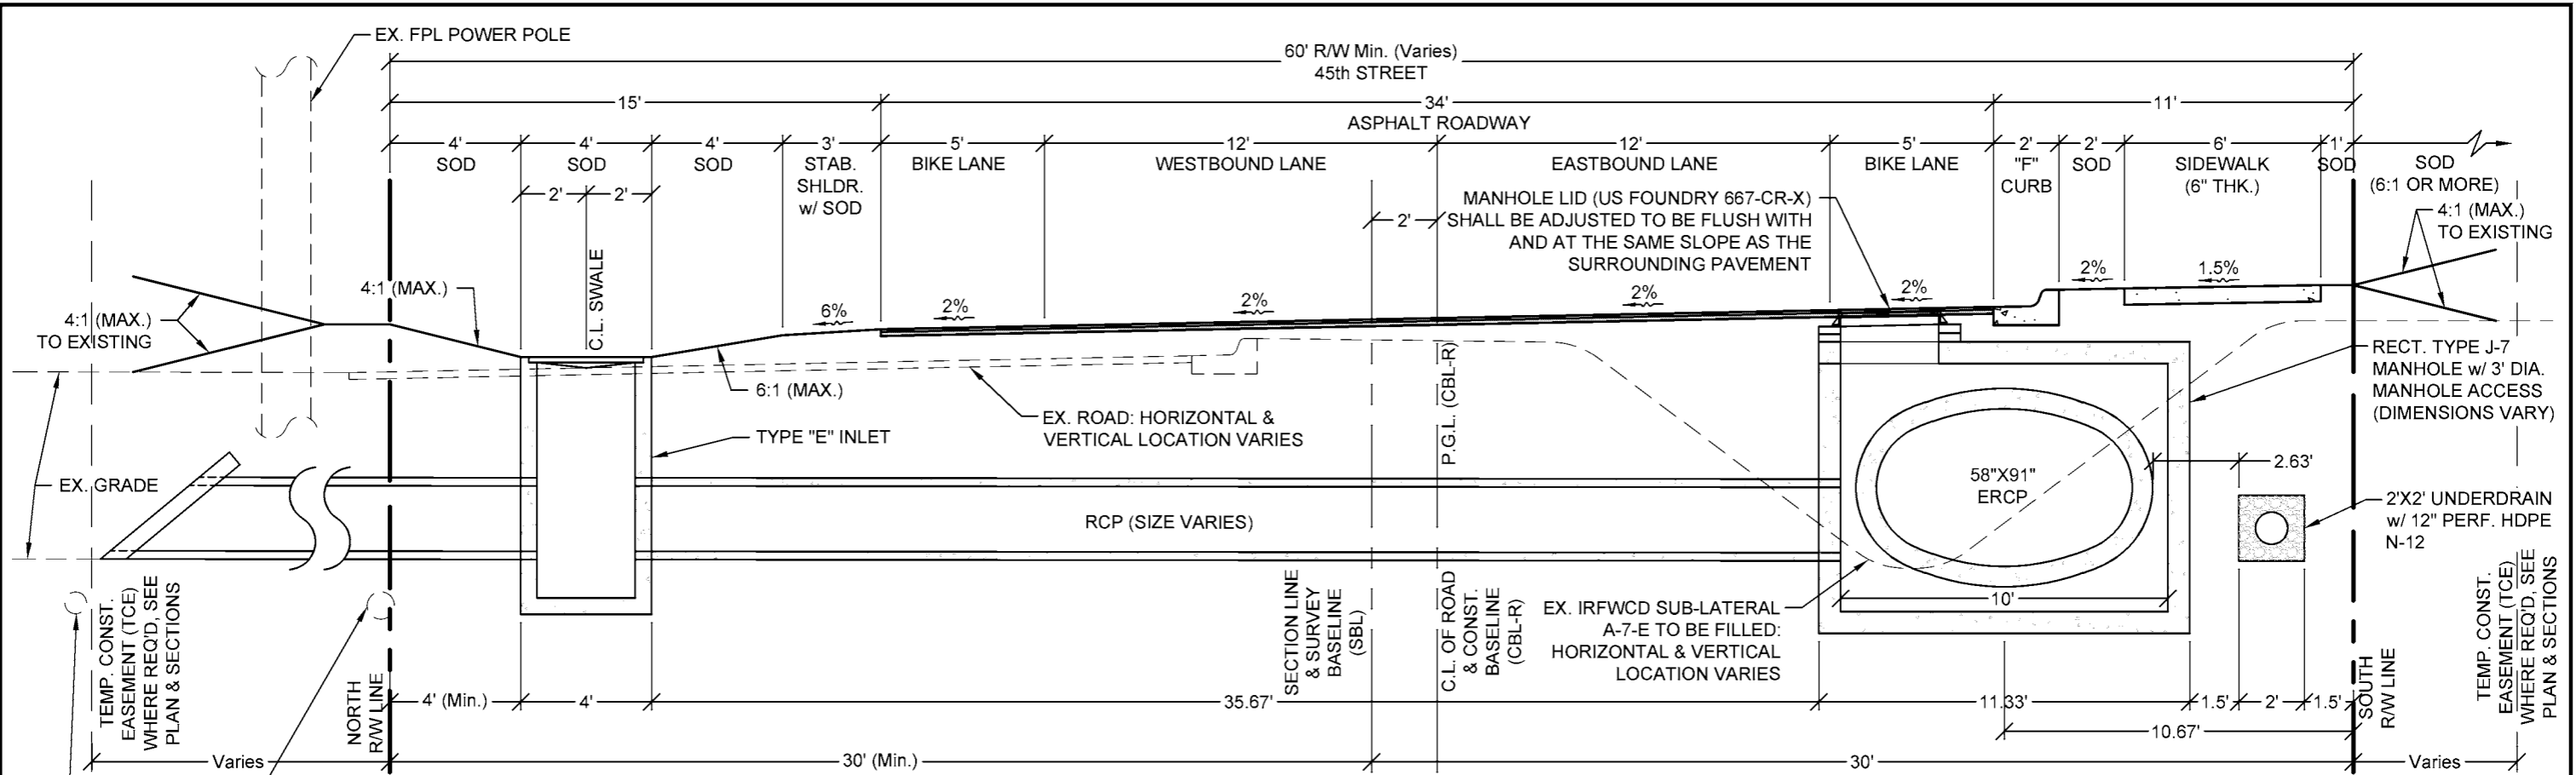 EX. FPL POWER POLE
60' R/W Min. (Varies)
45th STREET
15'
34'
11'
ASPHALT ROADWAY
4'
SOD
4'
SOD
4'
SOD
3'
STAB.
SHLDR.
w/ SOD
5'
BIKE LANE
12'
WESTBOUND LANE
12'
EASTBOUND LANE
5'
BIKE LANE
2'
"F"
CURB
2'
SOD
6'
SIDEWALK
(6" THK.)
1'
SOD
SOD
(6:1 OR MORE)
2'
2'
2'
MANHOLE LID (US FOUNDRY 667-CR-X)
SHALL BE ADJUSTED TO BE FLUSH WITH
AND AT THE SAME SLOPE AS THE
SURROUNDING PAVEMENT
4:1 (MAX.)
TO EXISTING
C.L. SWALE
4:1 (MAX.)
4:1 (MAX.)
TO EXISTING
6%
2%
2%
2%
2%
2%
1.5%
6:1 (MAX.)
EX. ROAD: HORIZONTAL &
VERTICAL LOCATION VARIES
TYPE "E" INLET
P.G.L. (CBL-R)
RECT. TYPE J-7
MANHOLE w/ 3' DIA.
MANHOLE ACCESS
(DIMENSIONS VARY)
EX. GRADE
58"X91"
ERCP
2.63'
2'X2' UNDERDRAIN
w/ 12" PERF. HDPE
N-12
RCP (SIZE VARIES)
TEMP. CONST.
EASEMENT (TCE)
WHERE REQ'D, SEE
PLAN & SECTIONS
NORTH
R/W LINE
SECTION LINE
& SURVEY
BASELINE
(SBL)
C.L. OF ROAD
& CONST.
BASELINE
(CBL-R)
EX. IRFWCD SUB-LATERAL
A-7-E TO BE FILLED:
HORIZONTAL & VERTICAL
LOCATION VARIES
10'
SOUTH
R/W LINE
TEMP. CONST.
EASEMENT (TCE)
WHERE REQ'D, SEE
PLAN & SECTIONS
4' (Min.)
4'
35.67'
11.33'
1.5'
2'
1.5'
10.67'
Varies
30' (Min.)
30'
Varies